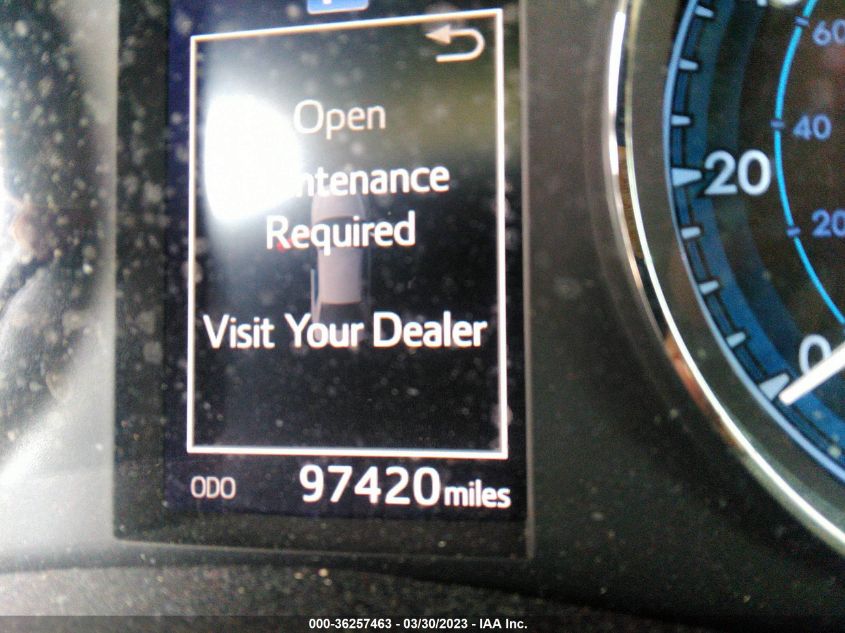 Open
Required
Visit Your Dealer
ODO 97420 miles
60
40
20
20
0
000-36257463 - 03/30/2023 - IAA Inc.